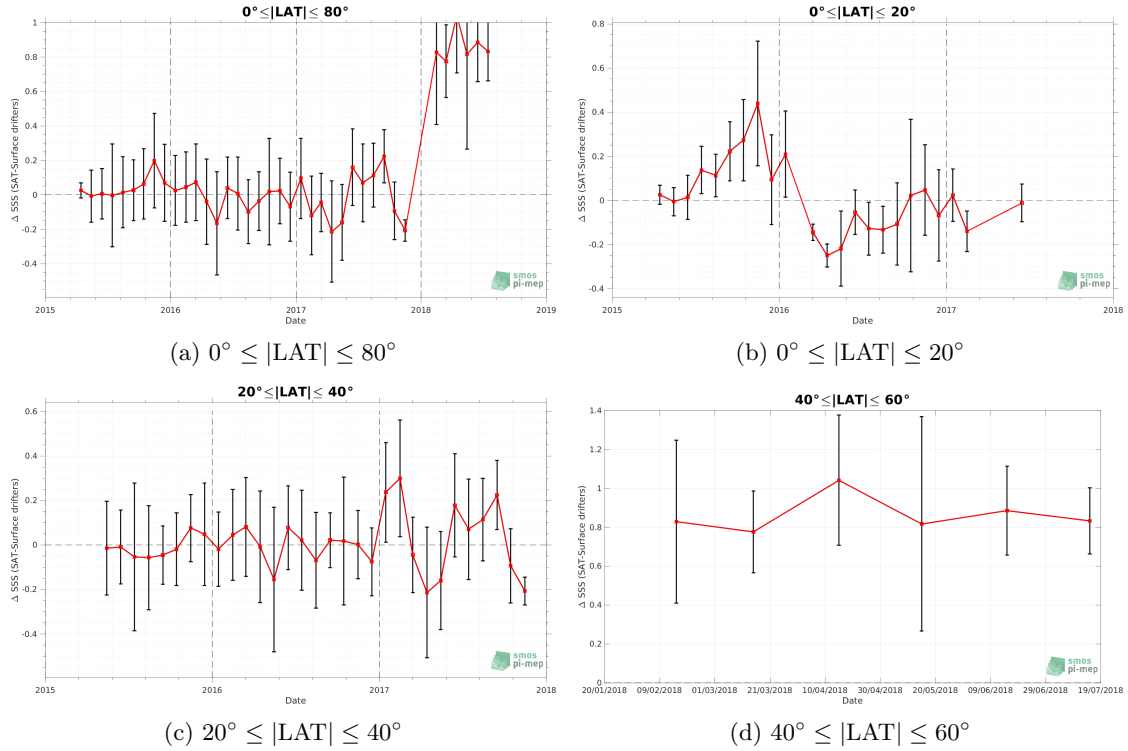 0°≤|LAT|≤ 80°
Δ SSS (SAT-Surface drifters)
1
0.8
0.6
0.4
0.2
0
-0.2
-0.4
2015
2016
2017
2018
2019
Date
smos
pi-mep
(a) 0° ≤ |LAT| ≤ 80°
0°≤|LAT|≤ 20°
Δ SSS (SAT-Surface drifters)
0.8
0.6
0.4
0.2
0
-0.2
-0.4
2015
2016
2017
2018
Date
smos
pi-mep
(b) 0° ≤ |LAT| ≤ 20°
20°≤|LAT|≤ 40°
Δ SSS (SAT-Surface drifters)
0.6
0.4
0.2
0
-0.2
-0.4
2015
2016
2017
2018
Date
smos
pi-mep
(c) 20° ≤ |LAT| ≤ 40°
40°≤|LAT|≤ 60°
Δ SSS (SAT-Surface drifters)
1.4
1.2
1
0.8
0.6
0.4
0.2
0
20/01/2018
09/02/2018
01/03/2018
21/03/2018
10/04/2018
30/04/2018
20/05/2018
09/06/2018
29/06/2018
19/07/2018
Date
smos
pi-mep
(d) 40° ≤ |LAT| ≤ 60°